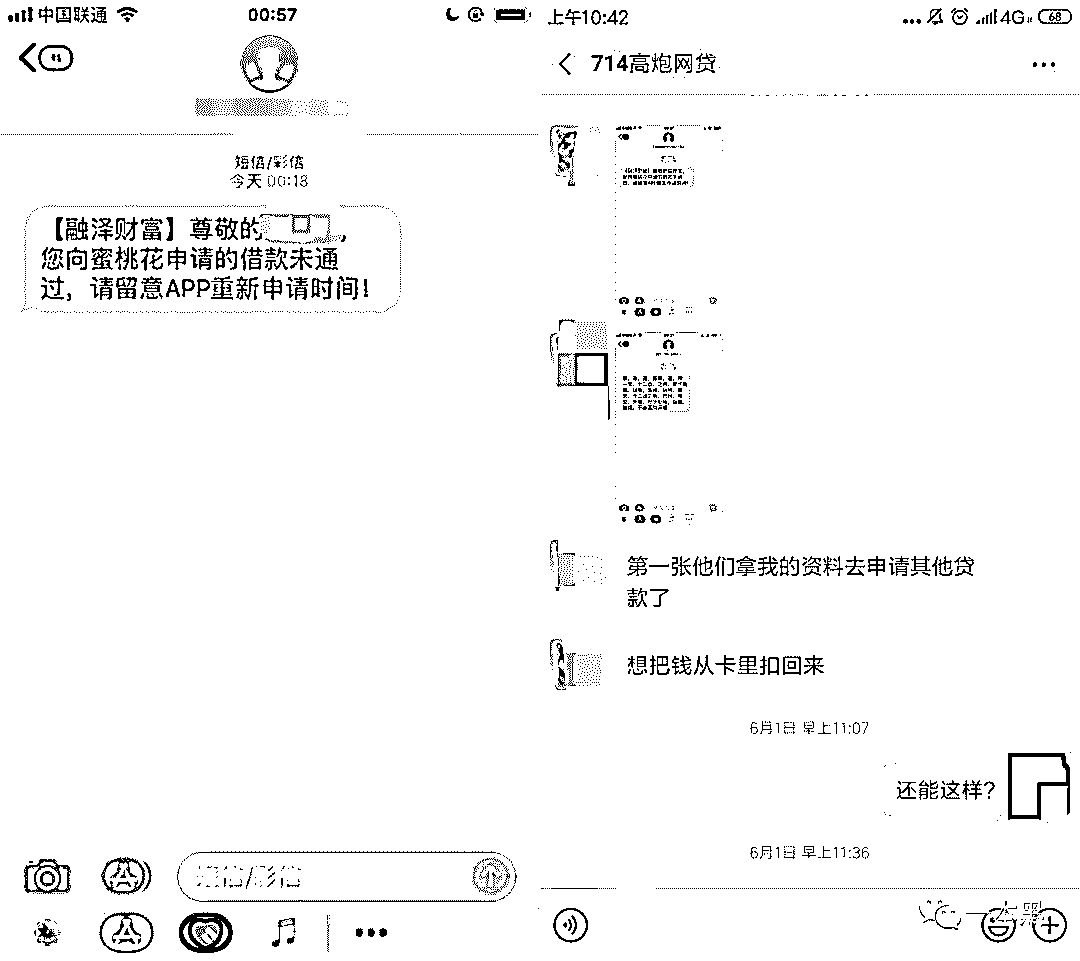 中国联通
00:57
短信/彩信
今天 00:18
【融泽财富】尊敬的
您向蜜桃花申请的借款未通
过，请留意APP重新申请时间！
短信/彩信
上午10:42
4G
68
714高炮网贷
第一张他们拿我的资料去申请其他贷
款了
想把钱从卡里扣回来
6月1日 早上11:07
还能这样？
6月1日 早上11:36
一本黑